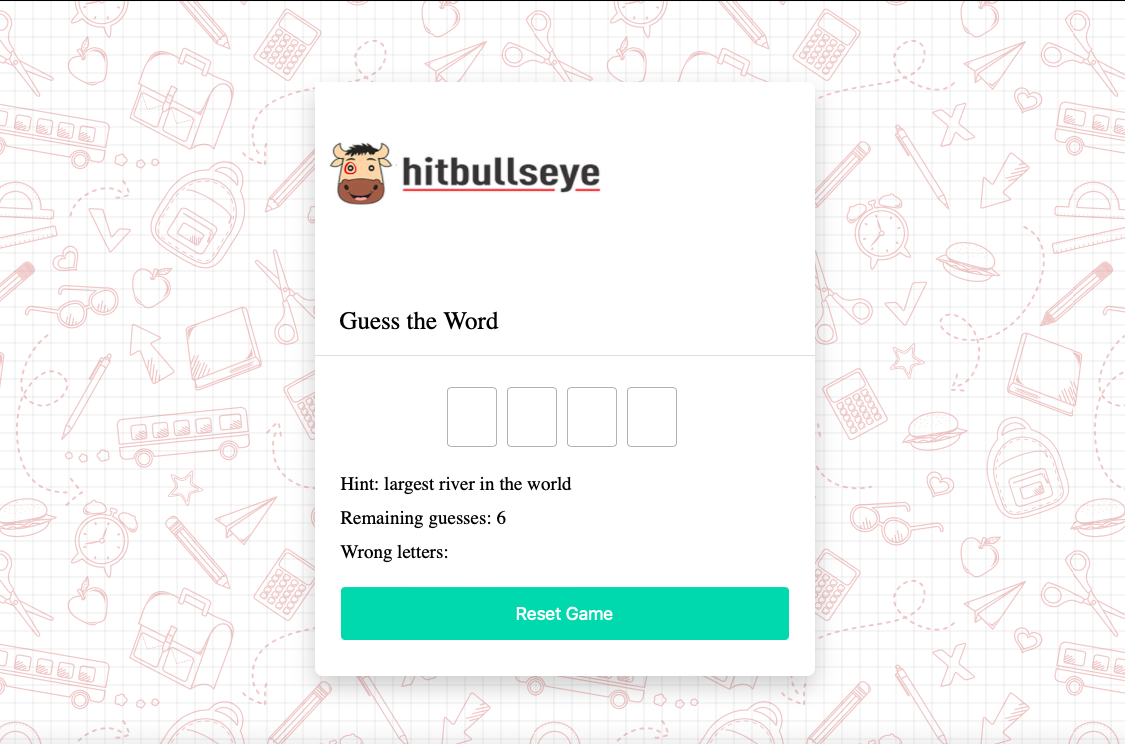 hitbullseye
Guess the Word
Hint: largest river in the world
Remaining guesses: 6
Wrong letters:
Reset Game